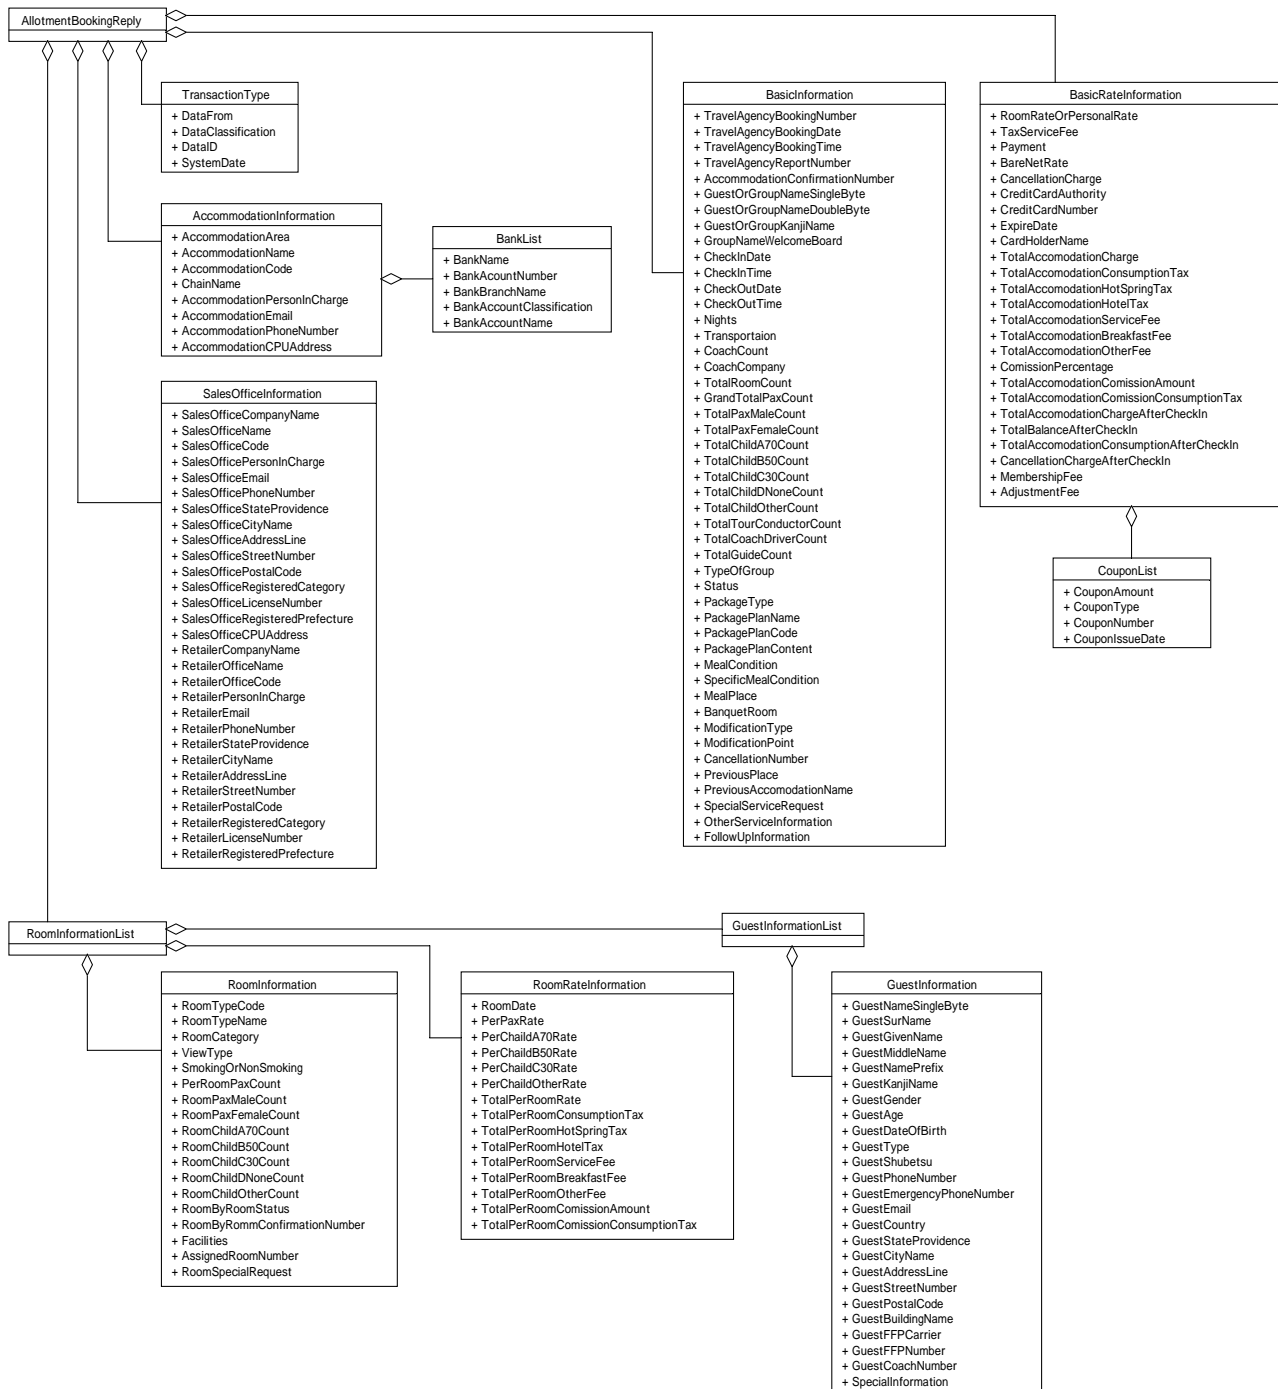 AllotmentBookingReply
TransactionType
+ DataFrom
+ DataClassification
+ DataID
+ SystemDate
AccommodationInformation
+ AccommodationArea
+ AccommodationName
+ AccommodationCode
+ ChainName
+ AccommodationPersonInCharge
+ AccommodationEmail
+ AccommodationPhoneNumber
+ AccommodationCPUAddress
BankList
+ BankName
+ BankAcountNumber
+ BankBranchName
+ BankAccountClassification
+ BankAccountName
SalesOfficeInformation
+ SalesOfficeCompanyName
+ SalesOfficeName
+ SalesOfficeCode
+ SalesOfficePersonInCharge
+ SalesOfficeEmail
+ SalesOfficePhoneNumber
+ SalesOfficeStateProvidence
+ SalesOfficeCityName
+ SalesOfficeAddressLine
+ SalesOfficeStreetNumber
+ SalesOfficePostalCode
+ SalesOfficeRegisteredCategory
+ SalesOfficeLicenseNumber
+ SalesOfficeRegisteredPrefecture
+ SalesOfficeCPUAddress
+ RetailerCompanyName
+ RetailerOfficeName
+ RetailerOfficeCode
+ RetailerPersonInCharge
+ RetailerEmail
+ RetailerPhoneNumber
+ RetailerStateProvidence
+ RetailerCityName
+ RetailerAddressLine
+ RetailerStreetNumber
+ RetailerPostalCode
+ RetailerRegisteredCategory
+ RetailerLicenseNumber
+ RetailerRegisteredPrefecture
BasicInformation
+ TravelAgencyBookingNumber
+ TravelAgencyBookingDate
+ TravelAgencyBookingTime
+ TravelAgencyReportNumber
+ AccommodationConfirmationNumber
+ GuestOrGroupNameSingleByte
+ GuestOrGroupNameDoubleByte
+ GuestOrGroupKanjiName
+ GroupNameWelcomeBoard
+ CheckInDate
+ CheckInTime
+ CheckOutDate
+ CheckOutTime
+ Nights
+ Transportaion
+ CoachCount
+ CoachCompany
+ TotalRoomCount
+ GrandTotalPaxCount
+ TotalPaxMaleCount
+ TotalPaxFemaleCount
+ TotalChildA70Count
+ TotalChildB50Count
+ TotalChildC30Count
+ TotalChildDNoneCount
+ TotalChildOtherCount
+ TotalTourConductorCount
+ TotalCoachDriverCount
+ TotalGuideCount
+ TypeOfGroup
+ Status
+ PackageType
+ PackagePlanName
+ PackagePlanCode
+ PackagePlanContent
+ MealCondition
+ SpecificMealCondition
+ MealPlace
+ BanquetRoom
+ ModificationType
+ ModificationPoint
+ CancellationNumber
+ PreviousPlace
+ PreviousAccomodationName
+ SpecialServiceRequest
+ OtherServiceInformation
+ FollowUpInformation
BasicRateInformation
+ RoomRateOrPersonalRate
+ TaxServiceFee
+ Payment
+ BareNetRate
+ CancellationCharge
+ CreditCardAuthority
+ CreditCardNumber
+ ExpireDate
+ CardHolderName
+ TotalAccomodationCharge
+ TotalAccomodationConsumptionTax
+ TotalAccomodationHotSpringTax
+ TotalAccomodationHotelTax
+ TotalAccomodationServiceFee
+ TotalAccomodationBreakfastFee
+ TotalAccomodationOtherFee
+ ComissionPercentage
+ TotalAccomodationComissionAmount
+ TotalAccomodationComissionConsumptionTax
+ TotalAccomodationChargeAfterCheckIn
+ TotalBalanceAfterCheckIn
+ TotalAccomodationConsumptionAfterCheckIn
+ CancellationChargeAfterCheckIn
+ MembershipFee
+ AdjustmentFee
CouponList
+ CouponAmount
+ CouponType
+ CouponNumber
+ CouponIssueDate
RoomInformationList
RoomInformation
+ RoomTypeCode
+ RoomTypeName
+ RoomCategory
+ ViewType
+ SmokingOrNonSmoking
+ PerRoomPaxCount
+ RoomPaxMaleCount
+ RoomPaxFemaleCount
+ RoomChildA70Count
+ RoomChildB50Count
+ RoomChildC30Count
+ RoomChildDNoneCount
+ RoomChildOtherCount
+ RoomByRoomStatus
+ RoomByRommConfirmationNumber
+ Facilities
+ AssignedRoomNumber
+ RoomSpecialRequest
RoomRateInformation
+ RoomDate
+ PerPaxRate
+ PerChaildA70Rate
+ PerChaildB50Rate
+ PerChaildC30Rate
+ PerChaildOtherRate
+ TotalPerRoomRate
+ TotalPerRoomConsumptionTax
+ TotalPerRoomHotSpringTax
+ TotalPerRoomHotelTax
+ TotalPerRoomServiceFee
+ TotalPerRoomBreakfastFee
+ TotalPerRoomOtherFee
+ TotalPerRoomComissionAmount
+ TotalPerRoomComissionConsumptionTax
GuestInformationList
GuestInformation
+ GuestNameSingleByte
+ GuestSurName
+ GuestGivenName
+ GuestMiddleName
+ GuestNamePrefix
+ GuestKanjiName
+ GuestGender
+ GuestAge
+ GuestDateOfBirth
+ GuestType
+ GuestShubetsu
+ GuestPhoneNumber
+ GuestEmergencyPhoneNumber
+ GuestEmail
+ GuestCountry
+ GuestStateProvidence
+ GuestCityName
+ GuestAddressLine
+ GuestStreetNumber
+ GuestPostalCode
+ GuestBuildingName
+ GuestFFPCarrier
+ GuestFFPNumber
+ GuestCoachNumber
+ SpecialInformation